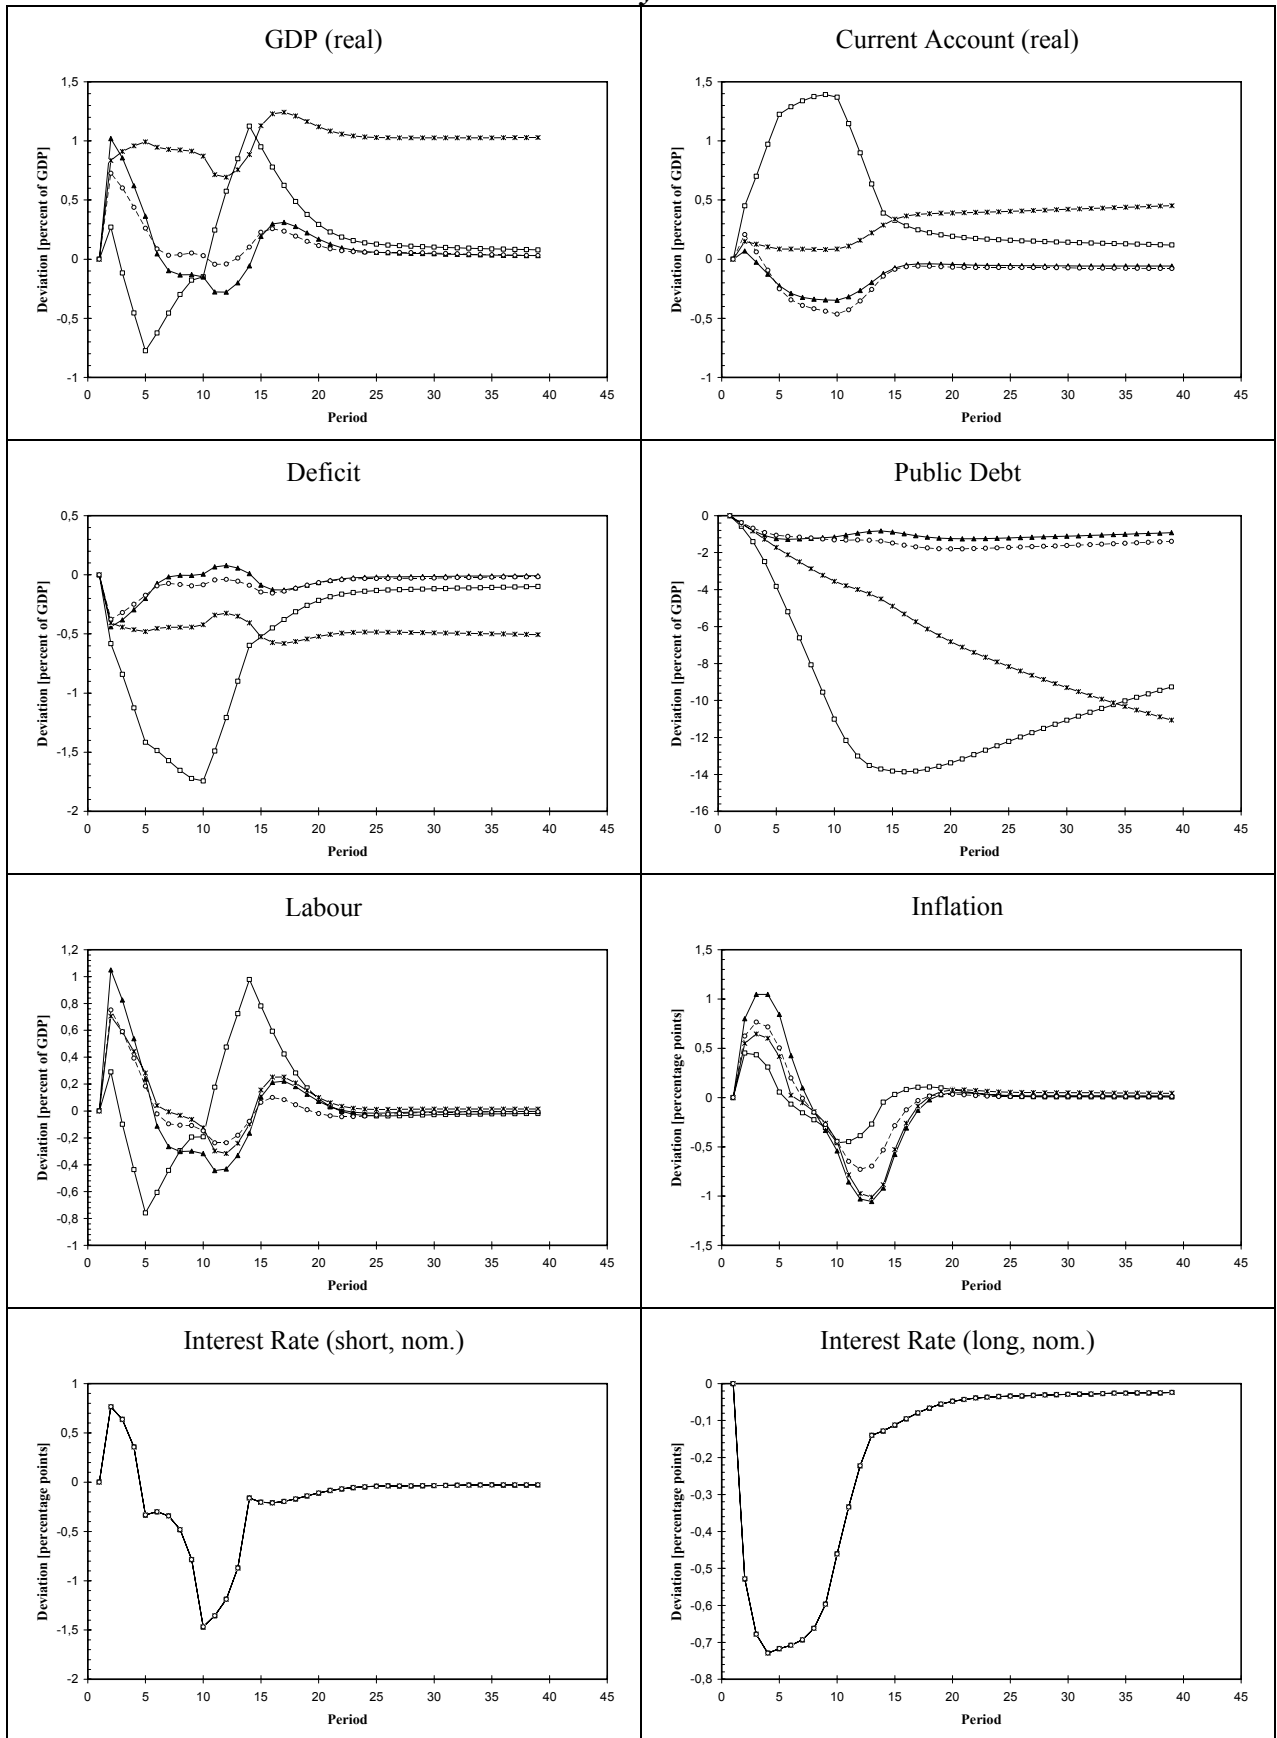 GDP (real)
Deviation [percent of GDP]
1,5
1
0,5
0
-0,5
-1
0 5 10 15 20 25 30 35 40 45
Period
Current Account (real)
Deviation [percent of GDP]
1,5
1
0,5
0
-0,5
-1
0 5 10 15 20 25 30 35 40 45
Period
Deficit
Deviation [percent of GDP]
0,5
0
-0,5
-1
-1,5
-2
0 5 10 15 20 25 30 35 40 45
Period
Public Debt
Deviation [percent of GDP]
0
-2
-4
-6
-8
-10
-12
-14
-16
0 5 10 15 20 25 30 35 40 45
Period
Labour
Deviation [percent of GDP]
1,2
1
0,8
0,6
0,4
0,2
0
-0,2
-0,4
-0,6
-0,8
-1
0 5 10 15 20 25 30 35 40 45
Period
Inflation
Deviation [percentage points]
1,5
1
0,5
0
-0,5
-1
-1,5
0 5 10 15 20 25 30 35 40 45
Period
Interest Rate (short, nom.)
Deviation [percentage points]
1
0,5
0
-0,5
-1
-1,5
-2
0 5 10 15 20 25 30 35 40 45
Period
Interest Rate (long, nom.)
Deviation [percentage points]
0
-0,1
-0,2
-0,3
-0,4
-0,5
-0,6
-0,7
-0,8
0 5 10 15 20 25 30 35 40 45
Period